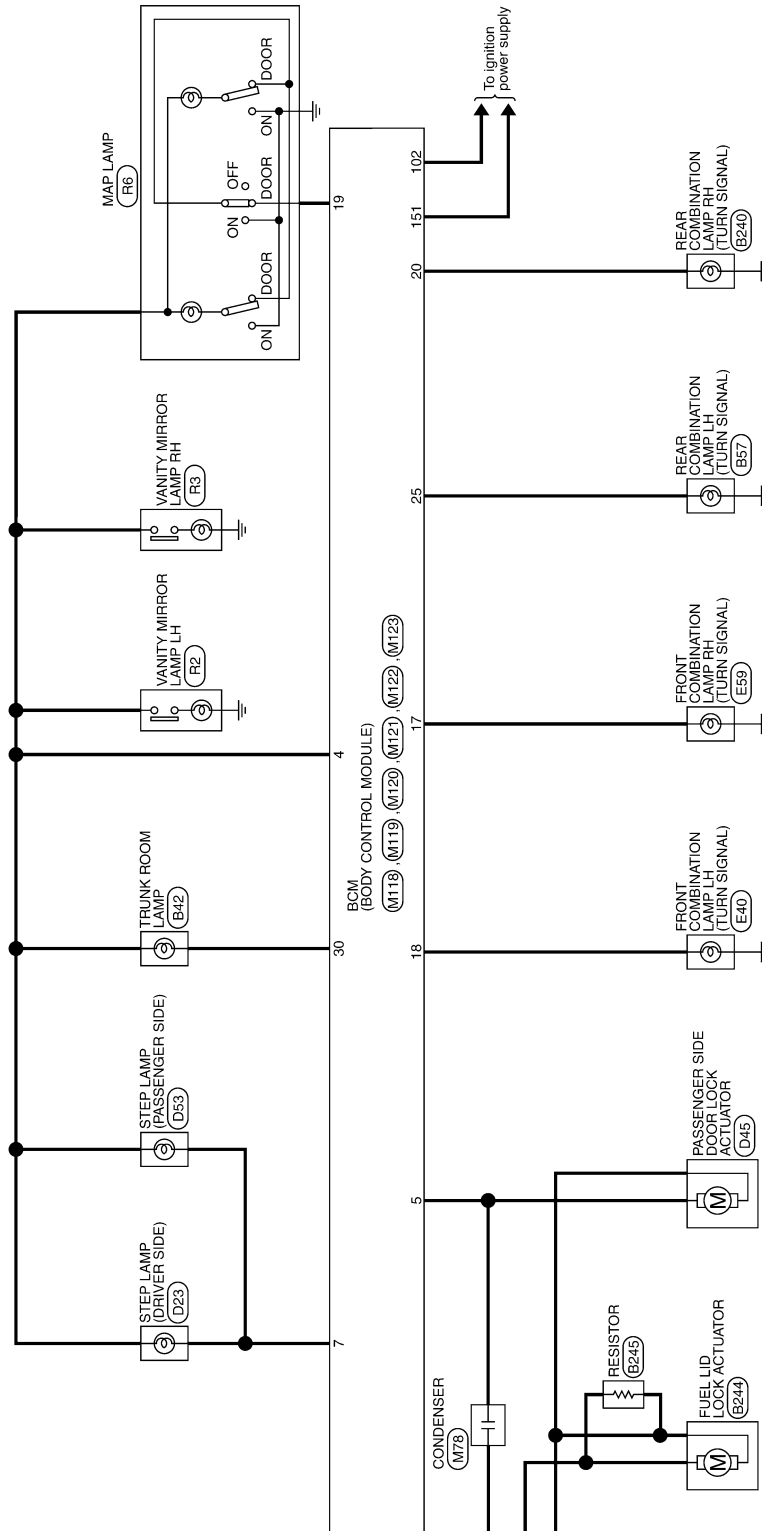 MAP LAMP
R6
DOOR
ON
OFF
DOOR
ON
DOOR
ON
To ignition
power supply
VANITY MIRROR
LAMP RH
R3
VANITY MIRROR
LAMP LH
R2
TRUNK ROOM
LAMP
B42
STEP LAMP
(PASSENGER SIDE)
D53
STEP LAMP
(DRIVER SIDE)
D23
19
4
30
7
BCM
(BODY CONTROL MODULE)
M118 , M119 , M120 , M121 , M122 , M123
102
151
20
25
17
18
5
REAR
COMBINATION
LAMP RH
(TURN SIGNAL)
B240
REAR
COMBINATION
LAMP LH
(TURN SIGNAL)
B57
FRONT
COMBINATION
LAMP RH
(TURN SIGNAL)
E59
FRONT
COMBINATION
LAMP LH
(TURN SIGNAL)
E40
PASSENGER SIDE
DOOR LOCK
ACTUATOR
D45
M
CONDENSER
M78
RESISTOR
B245
FUEL LID
LOCK ACTUATOR
B244
M